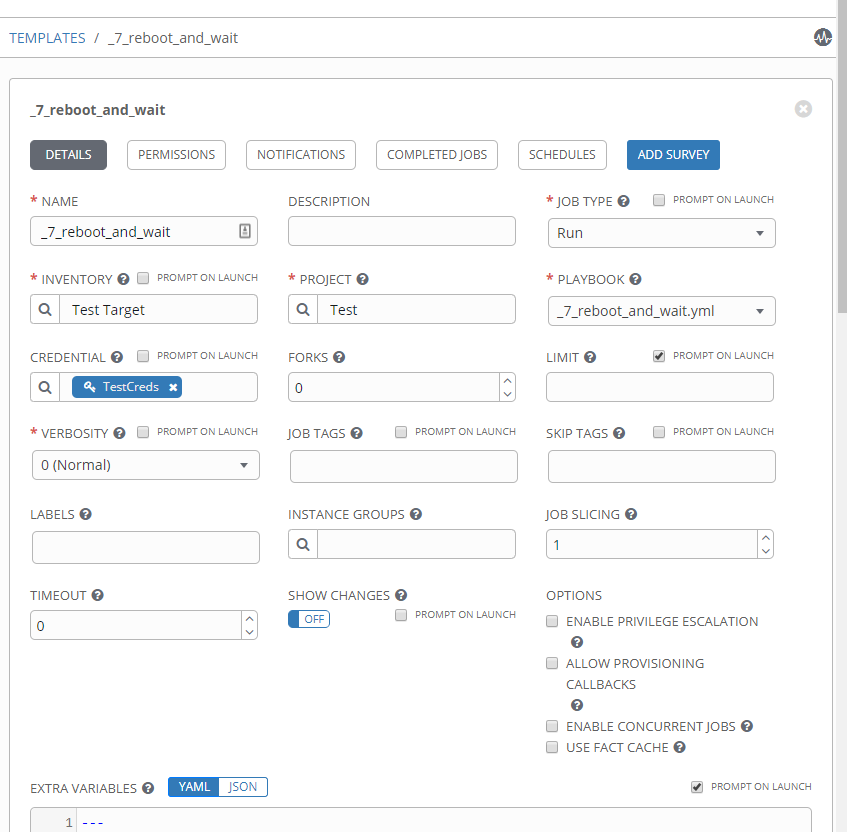 TEMPLATES / _7_reboot_and_wait
_7_reboot_and_wait
DETAILS PERMISSIONS NOTIFICATIONS COMPLETED JOBS SCHEDULES ADD SURVEY
* NAME DESCRIPTION * JOB TYPE ? PROMPT ON LAUNCH
_7_reboot_and_wait Run
* INVENTORY ? PROMPT ON LAUNCH * PROJECT ? * PLAYBOOK ?
Test Target Test _7_reboot_and_wait.yml
CREDENTIAL ? PROMPT ON LAUNCH FORKS ? LIMIT ? PROMPT ON LAUNCH
TestCreds 0
* VERBOSITY ? PROMPT ON LAUNCH JOB TAGS ? PROMPT ON LAUNCH SKIP TAGS ? PROMPT ON LAUNCH
0 (Normal)
LABELS ? INSTANCE GROUPS ? JOB SLICING ?
1
TIMEOUT ? SHOW CHANGES ? PROMPT ON LAUNCH OPTIONS
0 OFF
ENABLE PRIVILEGE ESCALATION
?
ALLOW PROVISIONING
CALLBACKS
?
ENABLE CONCURRENT JOBS ?
USE FACT CACHE ?
EXTRA VARIABLES ? YAML JSON PROMPT ON LAUNCH
1 ---